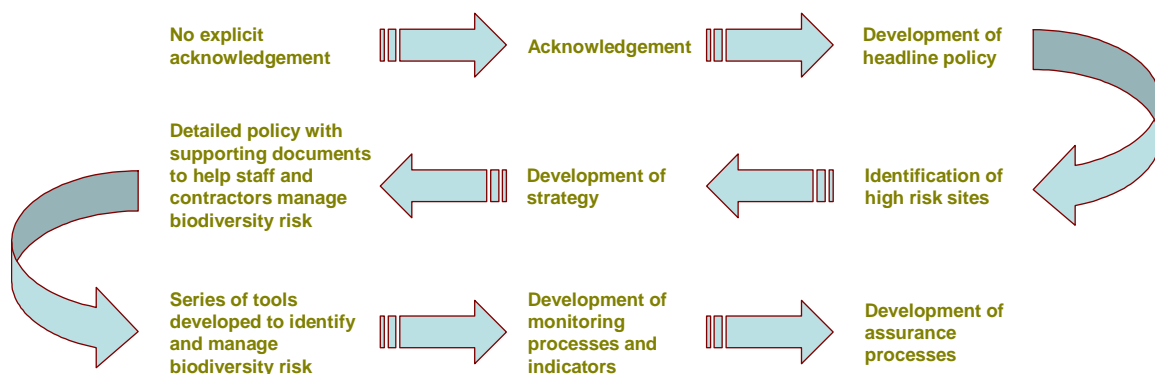 No explicit
acknowledgement
Acknowledgement
Development of
headline policy
Identification of
high risk sites
Development of
strategy
Detailed policy with
supporting documents
to help staff and
contractors manage
biodiversity risk
Series of tools
developed to identify
and manage
biodiversity risk
Development of
monitoring
processes and
indicators
Development of
assurance
processes